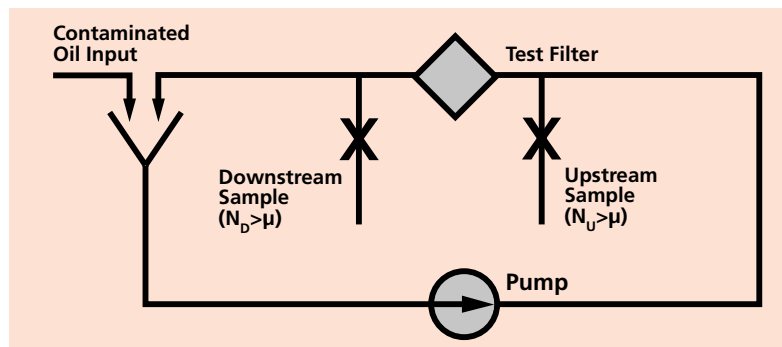 Contaminated
Oil Input
Test Filter
Downstream
Sample
(N_D>μ)
Upstream
Sample
(N_U>μ)
Pump